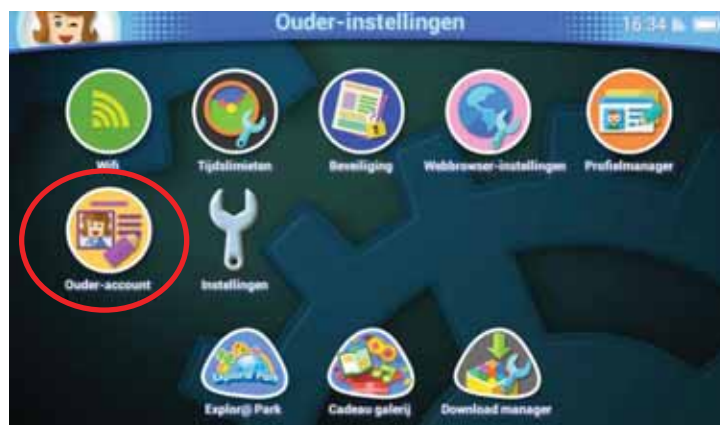 Ouder-instellingen
16:34
Wifi
Tijdslimieten
Beveiliging
Webbrowser-instellingen
Profielmanager
Ouder-account
Instellingen
Explor@ Park
Cadeau galerij
Download manager